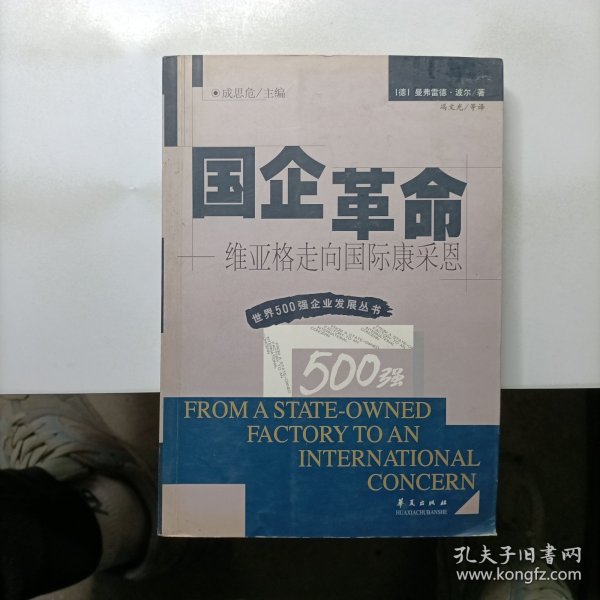 成思危/主编
[德] 曼弗雷德·波尔/著
冯文光/等译
国企革命
维亚格走向国际康采恩
世界500强企业发展丛书
500强
FROM A STATE-OWNED
FACTORY TO AN
INTERNATIONAL
CONCERN
华夏出版社
HUAXIACHUBANSHE
孔夫子旧书网
www.kongfz.com